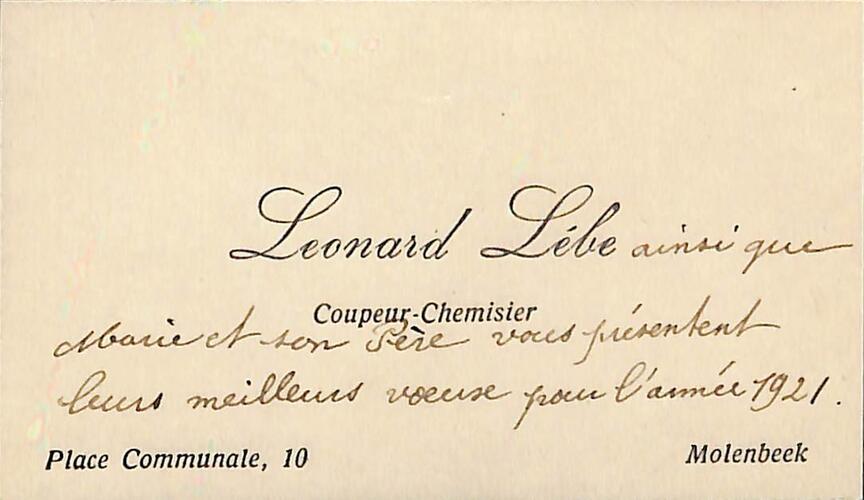 Leonard Lébe ainsi que
Coupeur-Chemisier
Marie et son Père vous présentent
leurs meilleurs vœux pour l'année 1921.
Place Communale, 10 Molenbeek